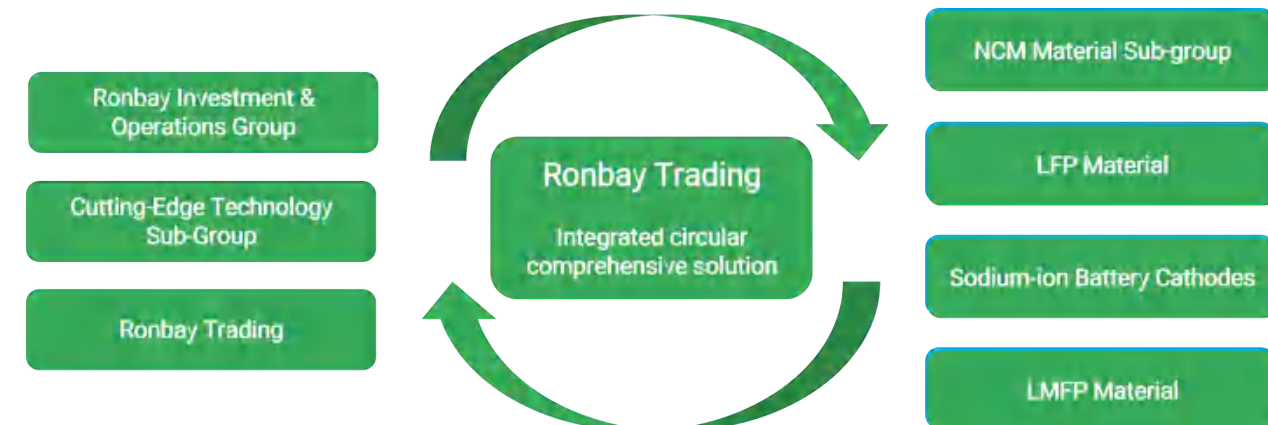 Ronbay Investment &
Operations Group
Cutting-Edge Technology
Sub-Group
Ronbay Trading
Ronbay Trading
Integrated circular
comprehensive solution
NCM Material Sub-group
LFP Material
Sodium-ion Battery Cathodes
LMFP Material